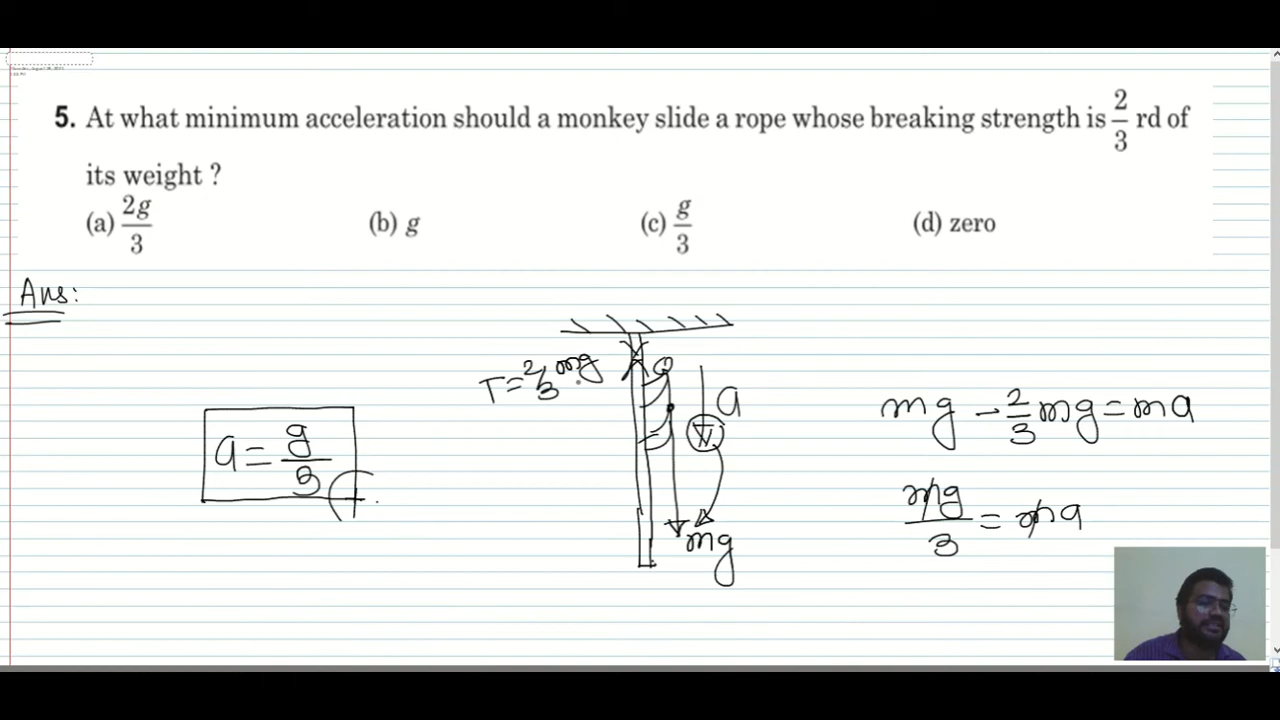 5. At what minimum acceleration should a monkey slide a rope whose breaking strength is 2/3 rd of
its weight ?
(a) 2g/3 (b) g (c) g/3 (d) zero
Ans:
T = 2/3 mg
a
mg
a = g/3
mg - 2/3 mg = ma
mg/3 = ma